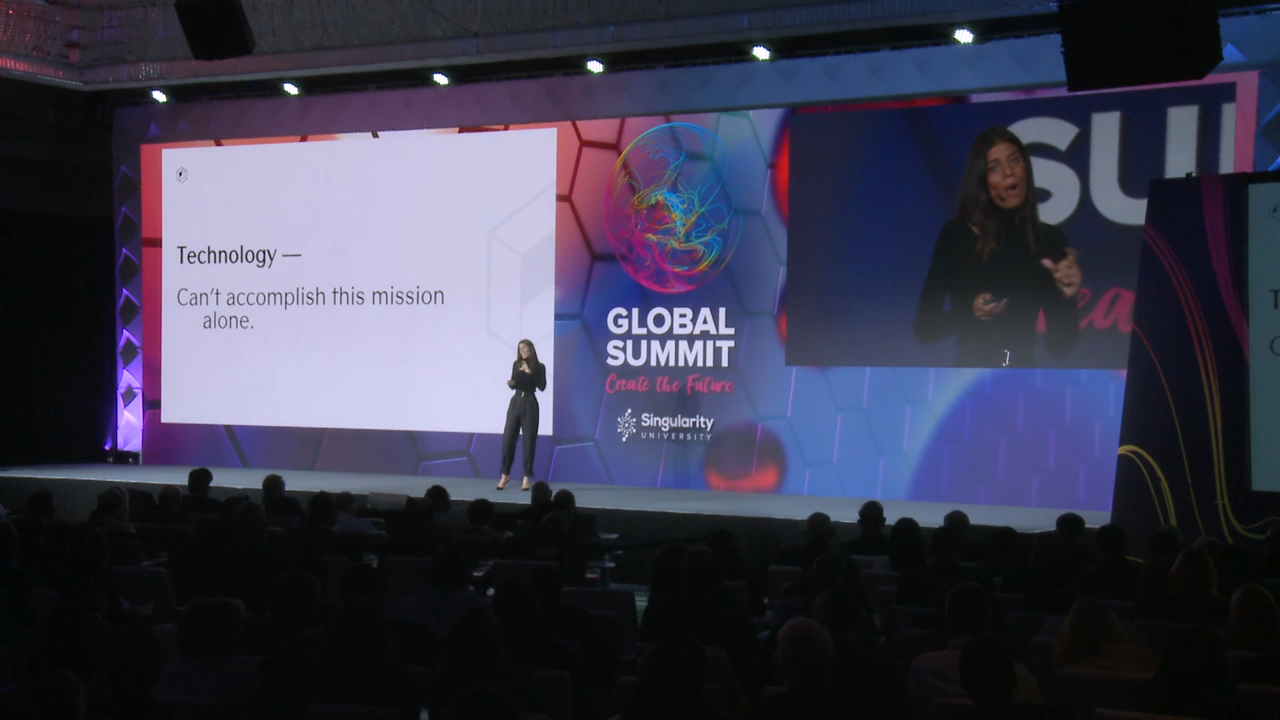 Technology —
Can't accomplish this mission
alone.
GLOBAL
SUMMIT
Create the Future
Singularity
UNIVERSITY
SU